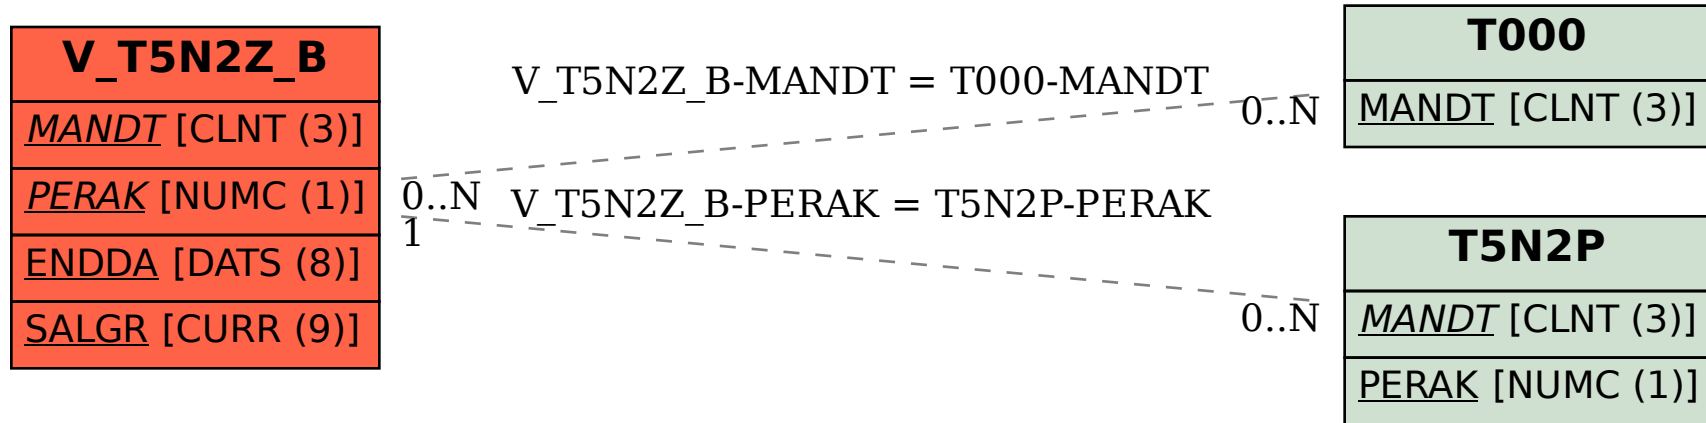 V_T5N2Z_B
MANDT [CLNT (3)]
PERAK [NUMC (1)]
ENDDA [DATS (8)]
SALGR [CURR (9)]
V_T5N2Z_B-MANDT = T000-MANDT
0..N
0..N
V_T5N2Z_B-PERAK = T5N2P-PERAK
1
0..N
T000
MANDT [CLNT (3)]
T5N2P
MANDT [CLNT (3)]
PERAK [NUMC (1)]